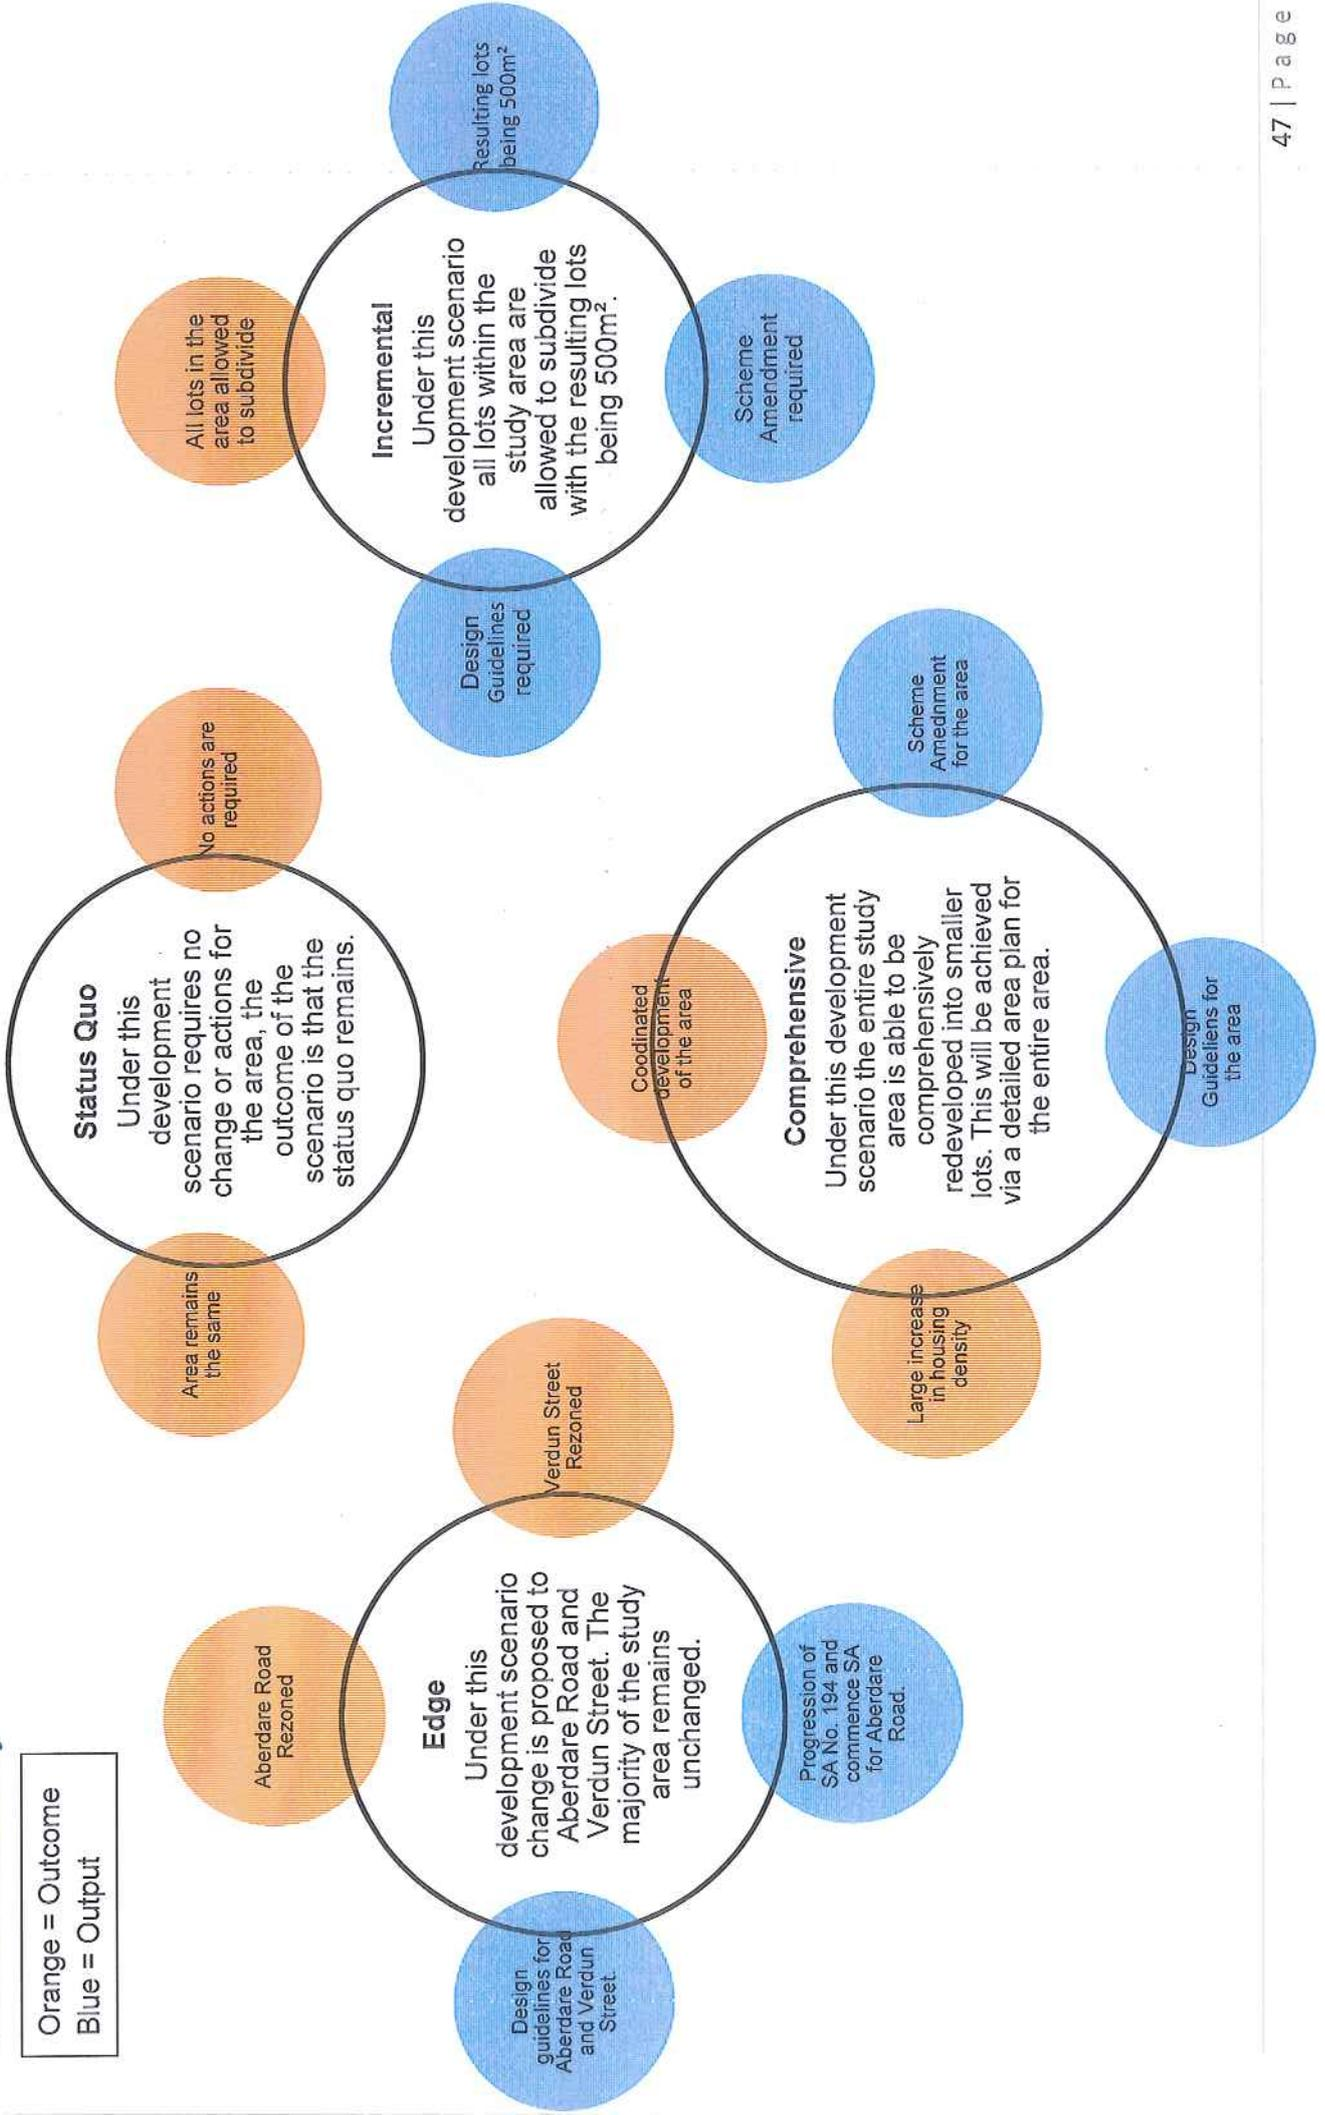 Orange = Outcome
Blue = Output
Status Quo
Under this
development
scenario requires no
change or actions for
the area, the
outcome of the
scenario is that the
status quo remains.
Area remains
the same
No actions are
required
Edge
Under this
development scenario
change is proposed to
Aberdare Road and
Verdun Street. The
majority of the study
area remains
unchanged.
Aberdare Road
Rezoned
Verdun Street
Rezoned
Progression of
SA No. 194 and
commence SA
for Aberdare
Road.
Design
guidelines for
Aberdare Road
and Verdun
Street.
Incremental
Under this
development scenario
all lots within the
study area are
allowed to subdivide
with the resulting lots
being 500m².
All lots in the
area allowed
to subdivide
Resulting lots
being 500m²
Scheme
Amendment
required
Design
Guidelines
required
Comprehensive
Under this development
scenario the entire study
area is able to be
comprehensively
redeveloped into smaller
lots. This will be achieved
via a detailed area plan for
the entire area.
Coodinated
development
of the area
Scheme
Amednment
for the area
Design
Guideliens for
the area
Large increase
in housing
density
47 | Page